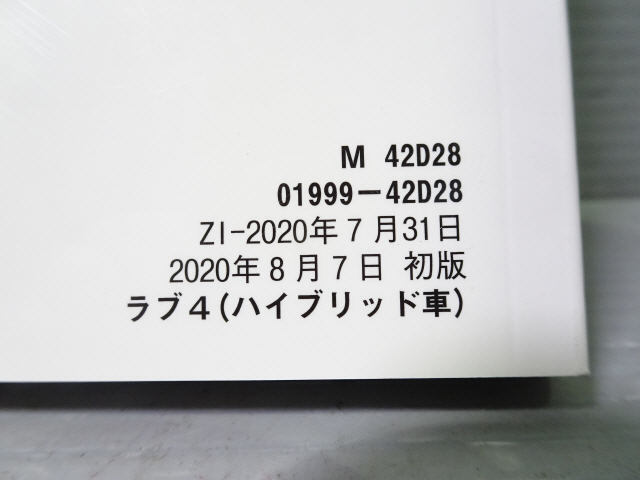 M 42D28
01999-42D28
ZI-2020年7月31日
2020年8月7日 初版
ラブ4(ハイブリッド車)